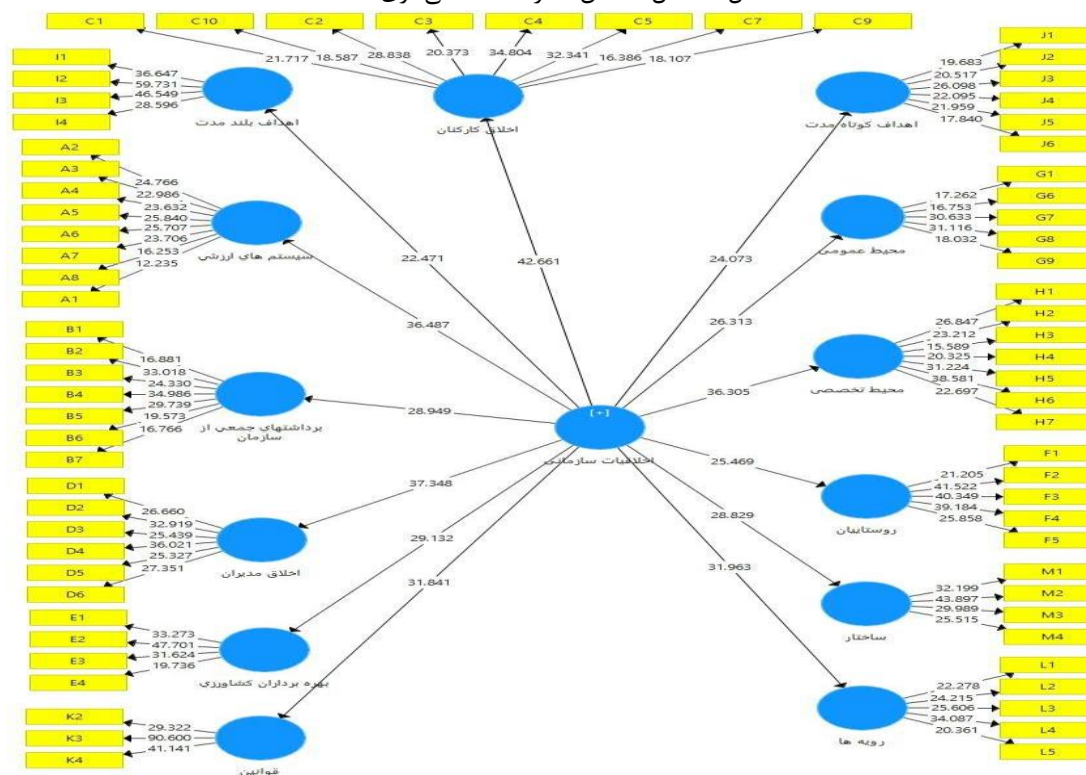 C1 C10 C2 C3 C4 C5 C7 C9
21.717 18.587 28.838 20.373 34.804 32.341 16.386 18.107
اخلاق کارکنان
I1
I2
I3
I4
36.647
59.731
46.549
28.596
اهداف بلند مدت
A2
A3
A4
A5
A6
A7
A8
A1
24.766
22.986
23.632
25.840
25.707
23.706
16.253
12.235
سیستم های ارزشی
B1
B2
B3
B4
B5
B6
B7
16.881
33.018
24.330
34.986
29.739
19.573
16.766
برداشتهای جمعی از
سازمان
D1
D2
D3
D4
D5
D6
26.660
32.919
25.439
36.021
25.327
27.351
اخلاق مدیران
E1
E2
E3
E4
33.273
47.701
31.624
19.736
بهره برداران کشاورزی
K2
K3
K4
29.322
90.600
41.141
قوانین
22.471
42.661
24.073
36.487
26.313
28.949
36.305
37.348
25.469
29.132
28.829
31.841
31.963
[+]
اخلاقیات سازمانی
J1
J2
J3
J4
J5
J6
19.683
20.517
26.098
22.095
21.959
17.840
اهداف کوتاه مدت
G1
G6
G7
G8
G9
17.262
16.753
30.633
31.116
18.032
محیط عمومی
H1
H2
H3
H4
H5
H6
H7
26.847
23.212
15.589
20.325
31.224
38.581
22.697
محیط تخصصی
F1
F2
F3
F4
F5
21.205
41.522
40.349
39.184
25.858
روستاییان
M1
M2
M3
M4
32.199
43.897
29.989
25.515
ساختار
L1
L2
L3
L4
L5
22.278
24.215
25.606
34.087
20.361
رویه ها